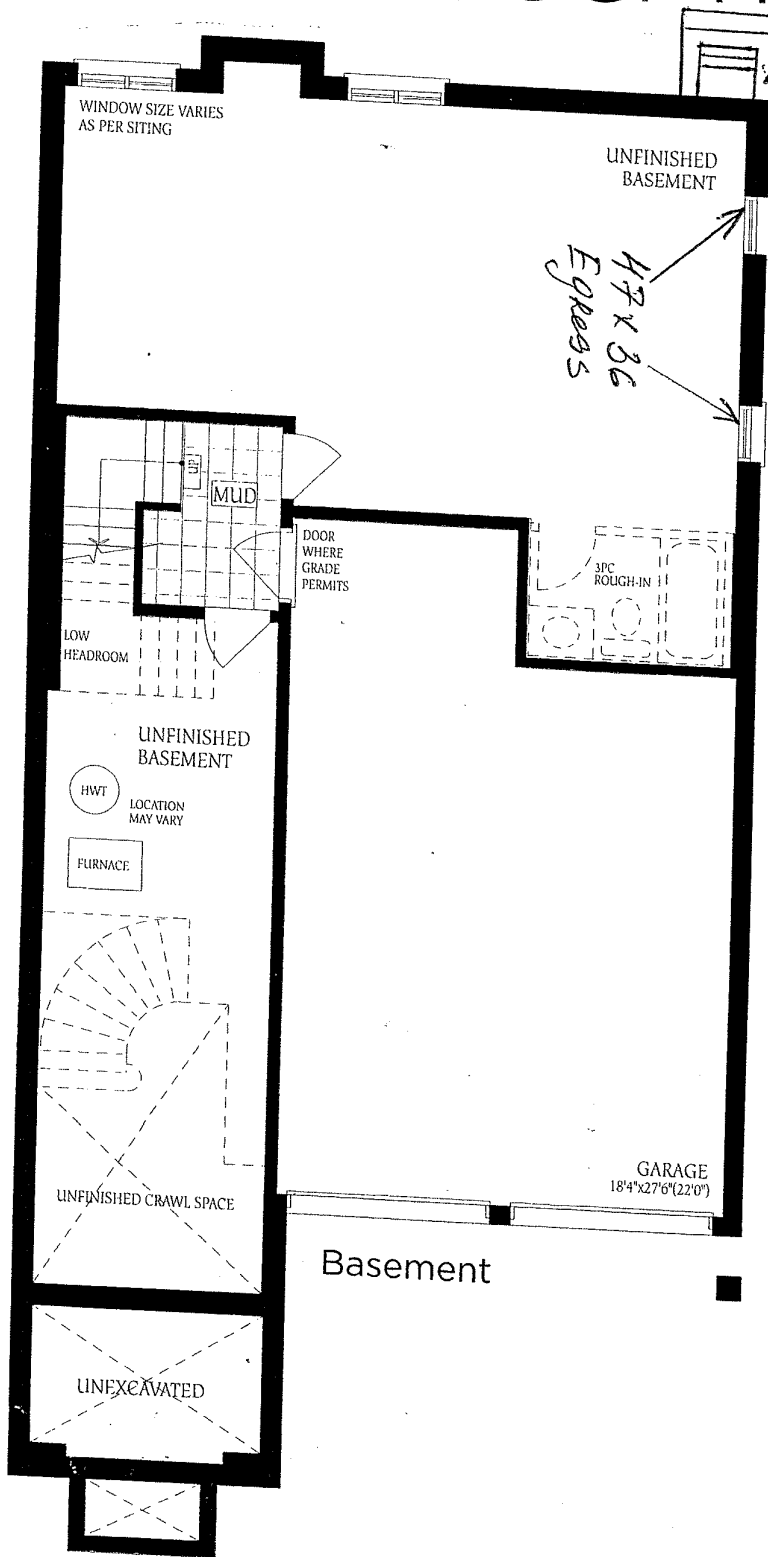 WINDOW SIZE VARIES
AS PER SITING
UNFINISHED
BASEMENT
47 x 36
Egress
UP
MUD
DOOR
WHERE
GRADE
PERMITS
3PC
ROUGH-IN
LOW
HEADROOM
UNFINISHED
BASEMENT
HWT
LOCATION
MAY VARY
FURNACE
UNFINISHED CRAWL SPACE
GARAGE
18'4"x27'6"(22'0")
Basement
UNEXCAVATED